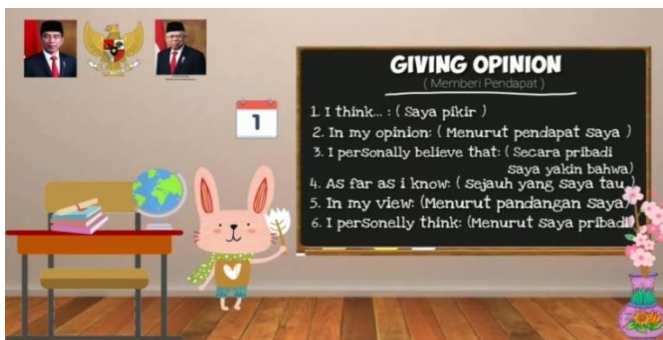 GIVING OPINION
( Memberi Pendapat )
1. I think... : ( Saya pikir )
2. In my opinion: ( Menurut pendapat saya )
3. I personally believe that: ( Secara pribadi
saya yakin bahwa)
4. As far as i know: ( sejauh yang saya tau )
5. In my view: (Menurut pandangan saya)
6. I personelly think: (Menurut saya pribadi)
1